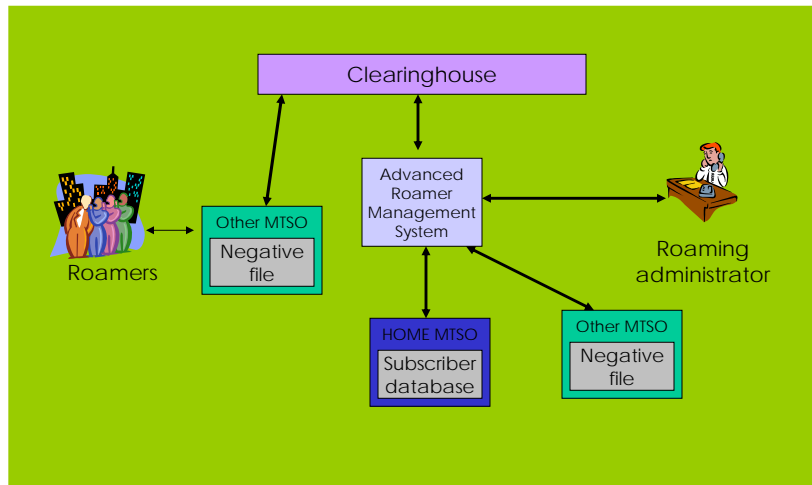 Clearinghouse
Advanced
Roamer
Management
System
Other MTSO
Negative
file
Roamers
Roaming
administrator
HOME MTSO
Subscriber
database
Other MTSO
Negative
file